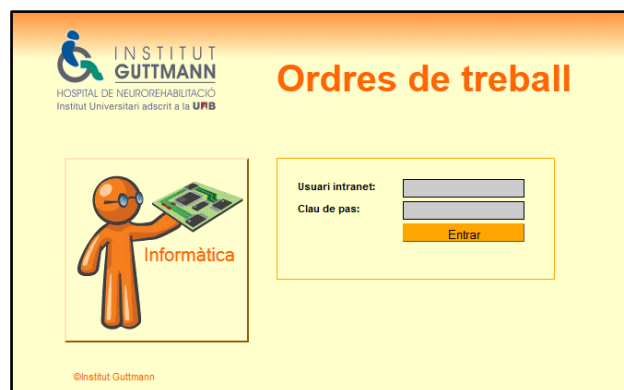 INSTITUT
GUTTMANN
HOSPITAL DE NEUROREHABILITACIÓ
Institut Universitari adscrit a la UAB
Ordres de treball
Informàtica
Usuari intranet:
Clau de pas:
Entrar
©Institut Guttmann